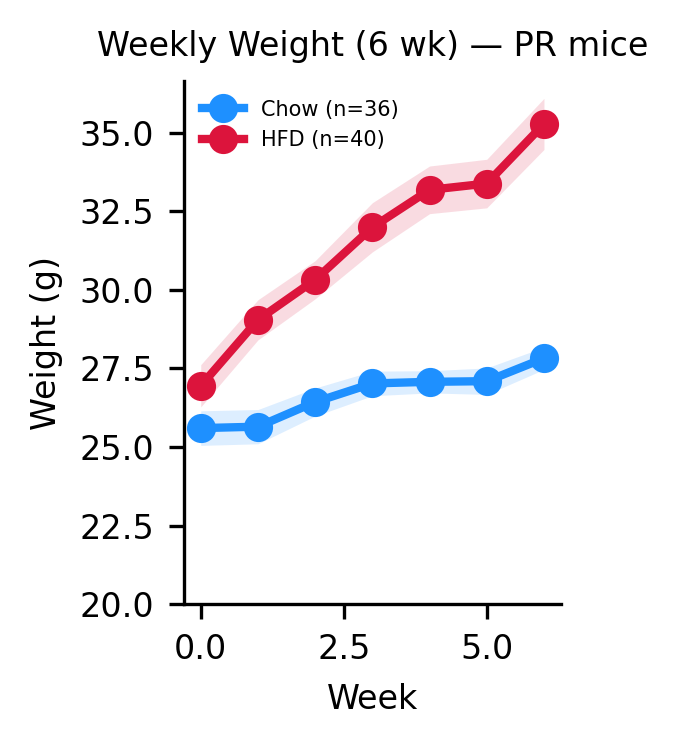 Weekly Weight (6 wk) — PR mice
Chow (n=36)
HFD (n=40)
Weight (g)
35.0
32.5
30.0
27.5
25.0
22.5
20.0
0.0 2.5 5.0
Week